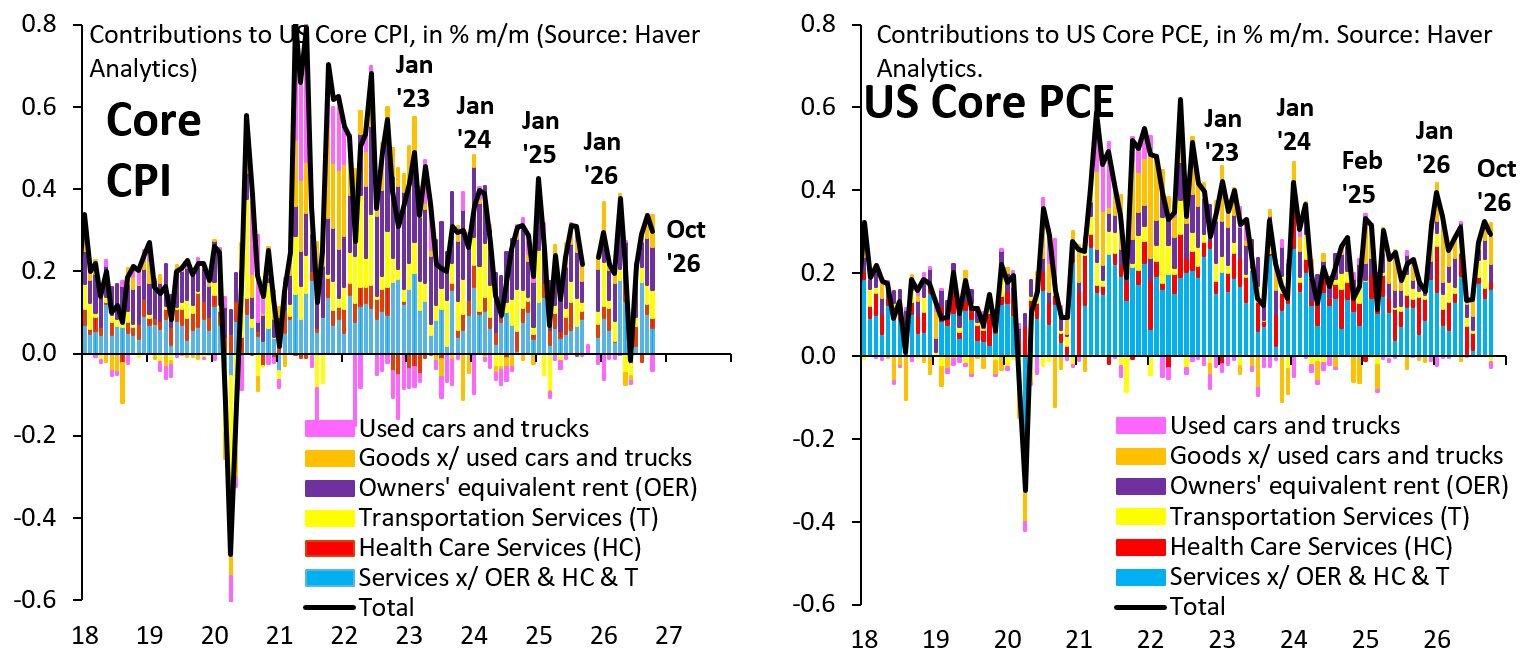 Contributions to US Core CPI, in % m/m (Source: Haver
Analytics)
Core
CPI
Jan
'23
Jan
'24
Jan
'25
Jan
'26
Oct
'26
0.8
0.6
0.4
0.2
0.0
-0.2
-0.4
-0.6
Used cars and trucks
Goods x/ used cars and trucks
Owners' equivalent rent (OER)
Transportation Services (T)
Health Care Services (HC)
Services x/ OER & HC & T
Total
18 19 20 21 22 23 24 25 26 27
Contributions to US Core PCE, in % m/m. Source: Haver
Analytics.
US Core PCE
Jan
'23
Jan
'24
Feb
'25
Jan
'26
Oct
'26
0.8
0.6
0.4
0.2
0.0
-0.2
-0.4
-0.6
Used cars and trucks
Goods x/ used cars and trucks
Owners' equivalent rent (OER)
Transportation Services (T)
Health Care Services (HC)
Services x/ OER & HC & T
Total
18 19 20 21 22 23 24 25 26